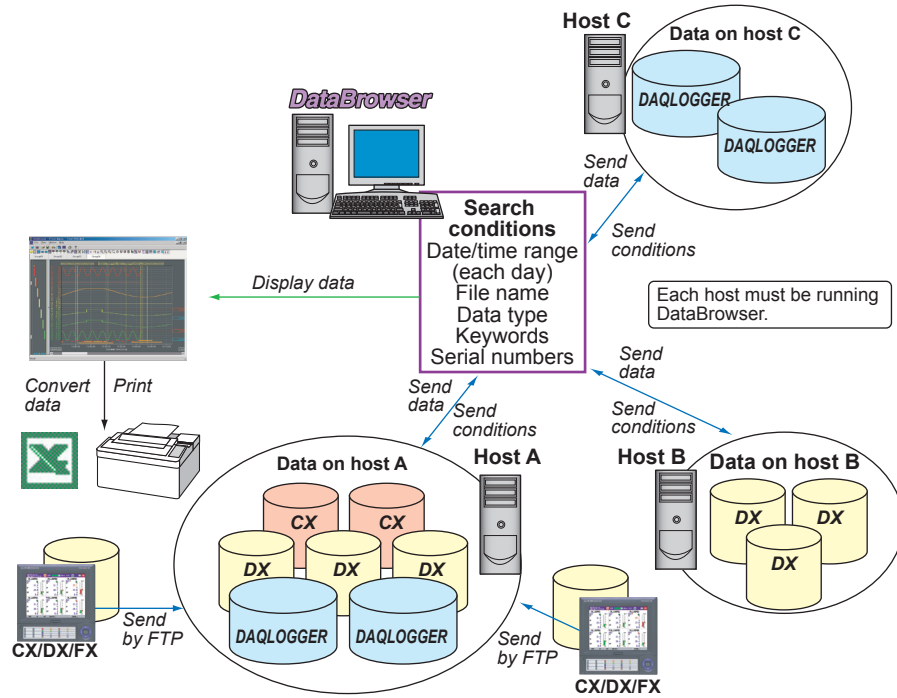 Host C
Data on host C
DAQLOGGER
DAQLOGGER
DataBrowser
Send
data
Send
conditions
Search
conditions
Date/time range
(each day)
File name
Data type
Keywords
Serial numbers
Display data
Each host must be running
DataBrowser.
Convert
data
Print
Send
data
Send
conditions
Send
data
Send
conditions
Data on host A
Host A
CX
CX
DX
DX
DX
DAQLOGGER
DAQLOGGER
Host B
Data on host B
DX
DX
DX
CX/DX/FX
Send
by FTP
Send
by FTP
CX/DX/FX